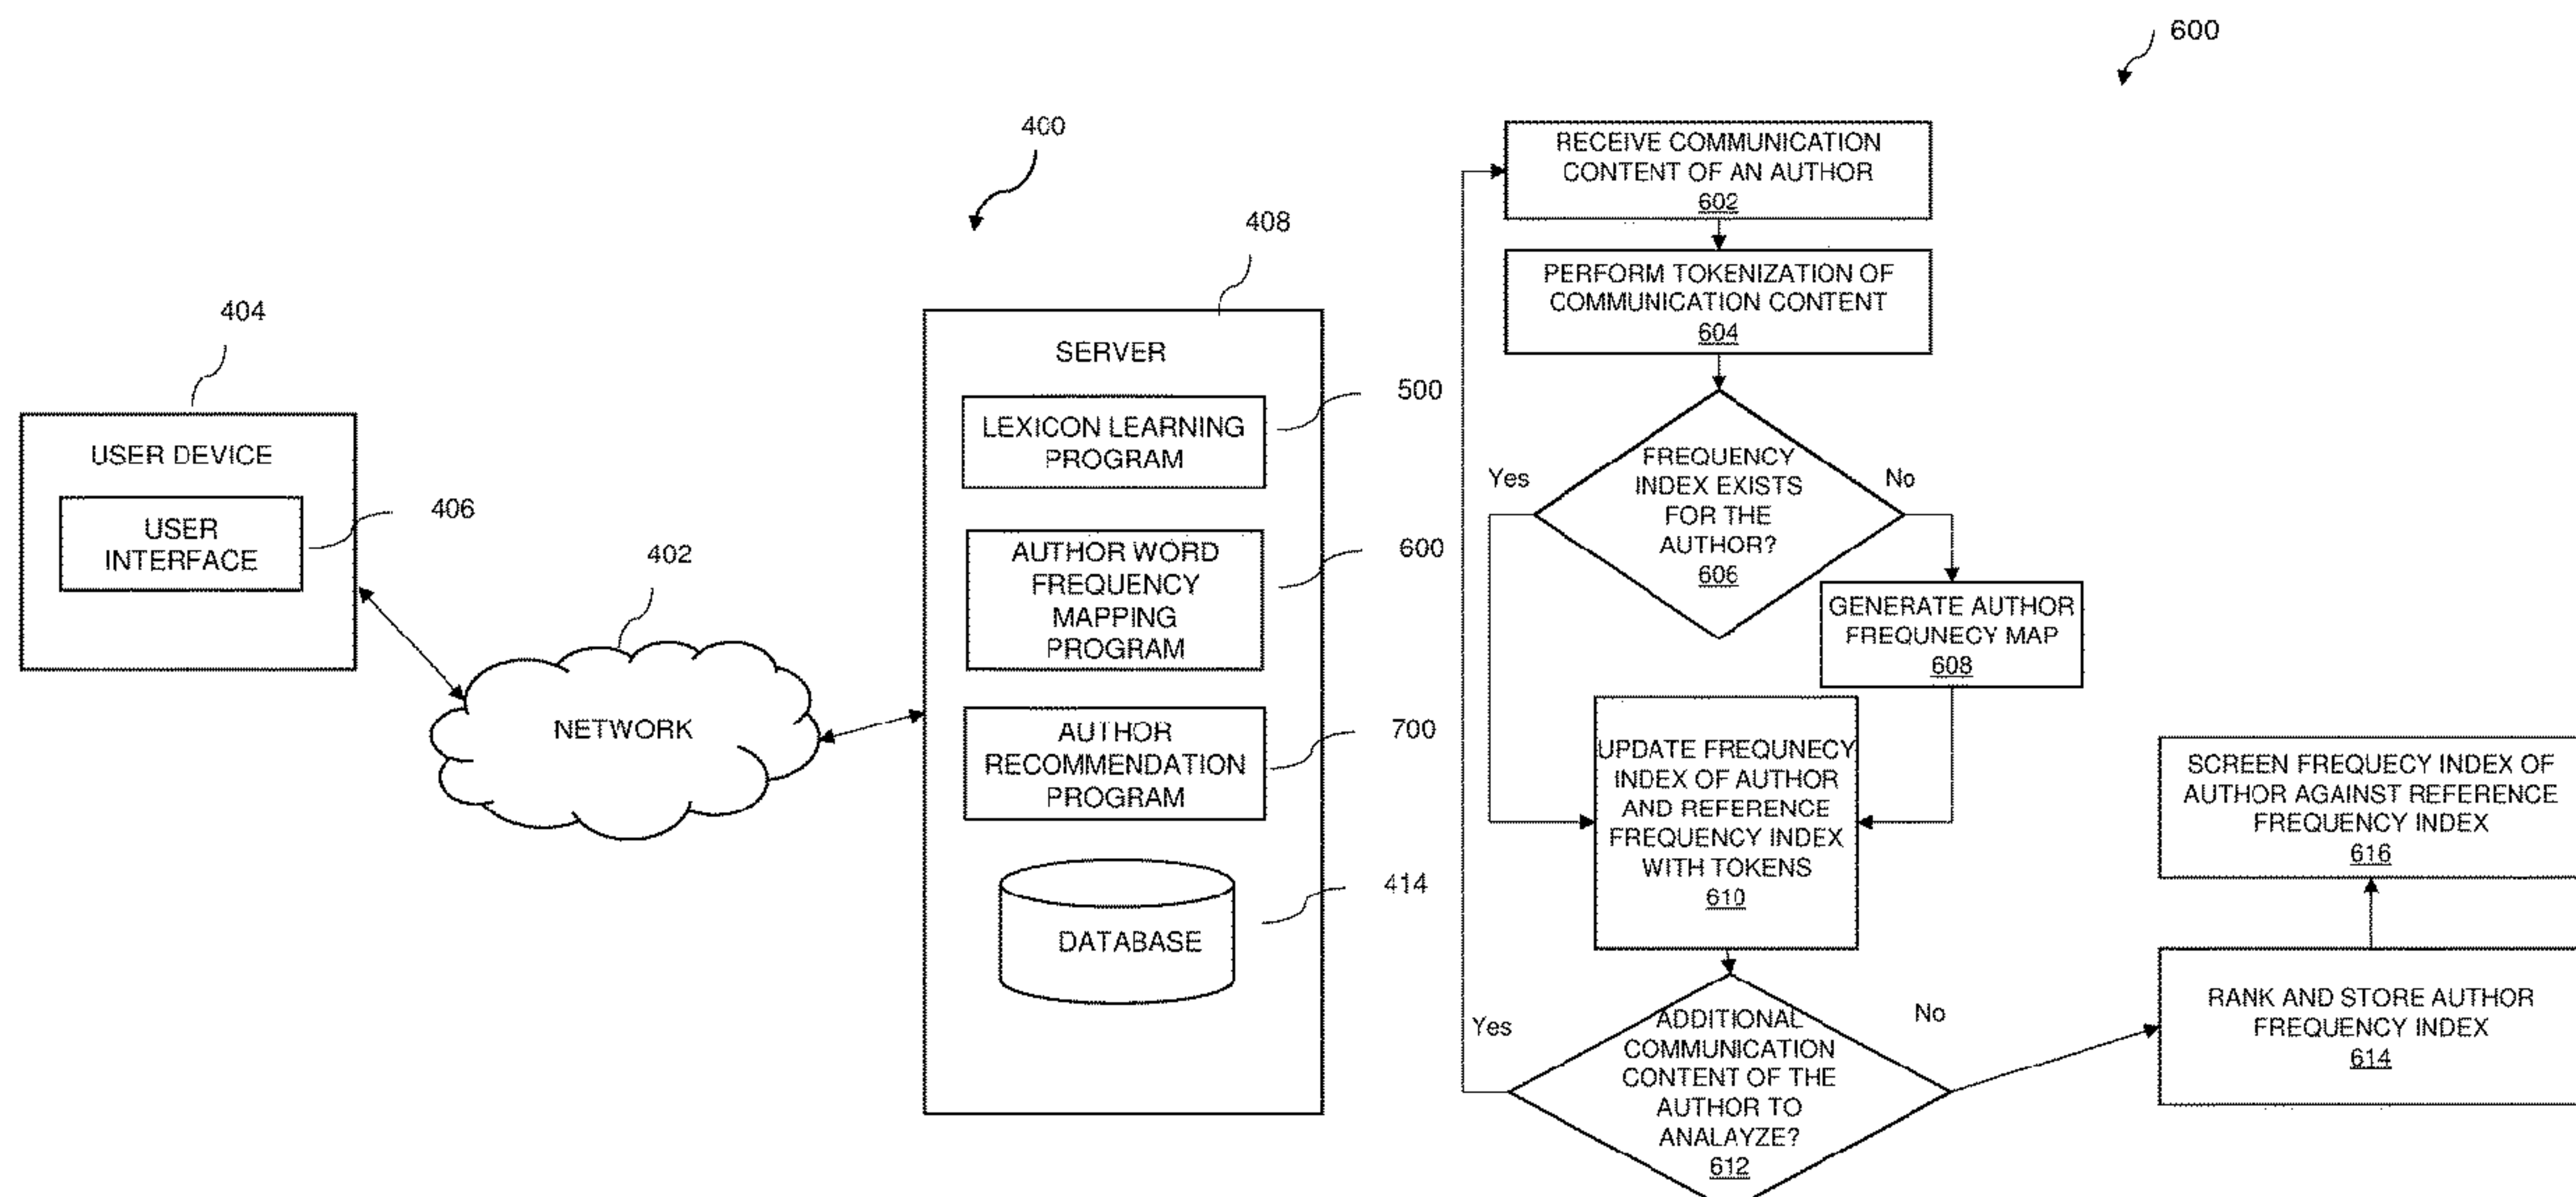 400
404
USER DEVICE
USER
INTERFACE
406
402
NETWORK
408
SERVER
LEXICON LEARNING
PROGRAM
500
AUTHOR WORD
FREQUENCY
MAPPING
PROGRAM
600
AUTHOR
RECOMMENDATION
PROGRAM
700
DATABASE
414
600
RECEIVE COMMUNICATION
CONTENT OF AN AUTHOR
602
PERFORM TOKENIZATION OF
COMMUNICATION CONTENT
604
FREQUENCY
INDEX EXISTS
FOR THE
AUTHOR?
606
Yes
No
GENERATE AUTHOR
FREQUNECY MAP
608
UPDATE FREQUNECY
INDEX OF AUTHOR
AND REFERENCE
FREQUENCY INDEX
WITH TOKENS
610
ADDITIONAL
COMMUNICATION
CONTENT OF THE
AUTHOR TO
ANALAYZE?
612
Yes
No
RANK AND STORE AUTHOR
FREQUENCY INDEX
614
SCREEN FREQUECY INDEX OF
AUTHOR AGAINST REFERENCE
FREQUENCY INDEX
616